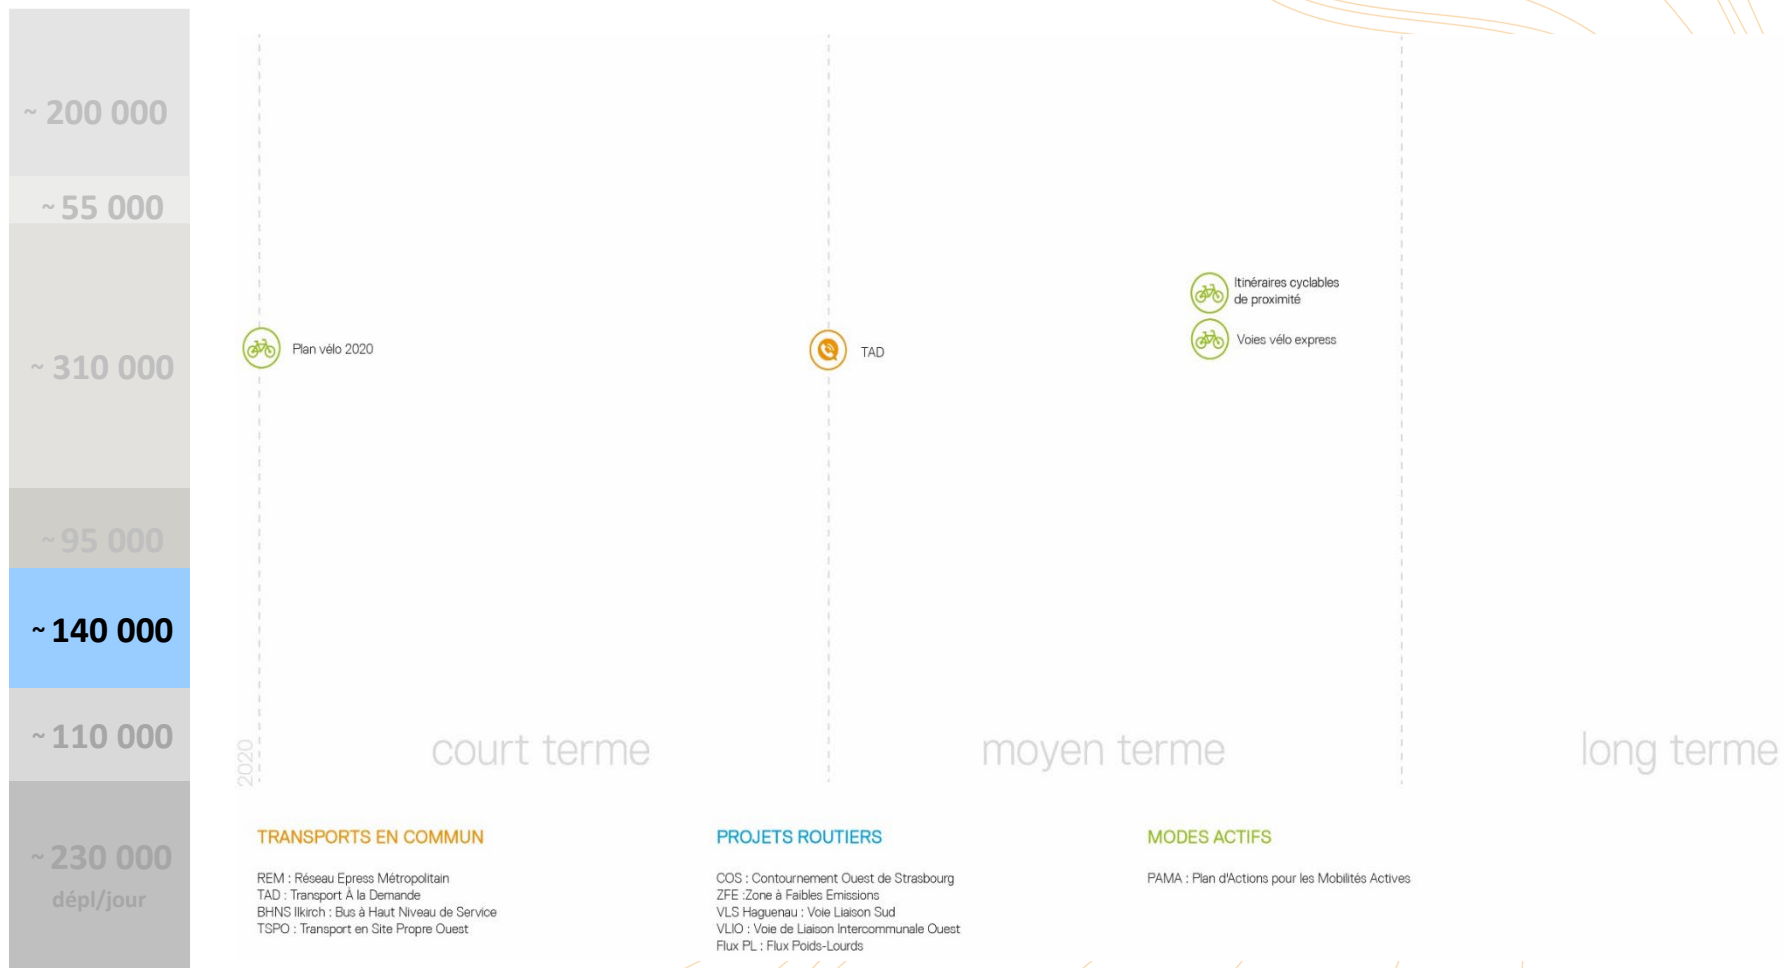 ~ 200 000
~ 55 000
~ 310 000
~ 95 000
~ 140 000
~ 110 000
~ 230 000
dépl/jour
Plan vélo 2020
TAD
Itinéraires cyclables
de proximité
Voies vélo express
2020
court terme
moyen terme
long terme
TRANSPORTS EN COMMUN
REM : Réseau Epress Métropolitain
TAD : Transport À la Demande
BHNS Ilkirch : Bus à Haut Niveau de Service
TSPO : Transport en Site Propre Ouest
PROJETS ROUTIERS
COS : Contournement Ouest de Strasbourg
ZFE :Zone à Faibles Emissions
VLS Haguenau : Voie Liaison Sud
VLIO : Voie de Liaison Intercommunale Ouest
Flux PL : Flux Poids-Lourds
MODES ACTIFS
PAMA : Plan d'Actions pour les Mobilités Actives